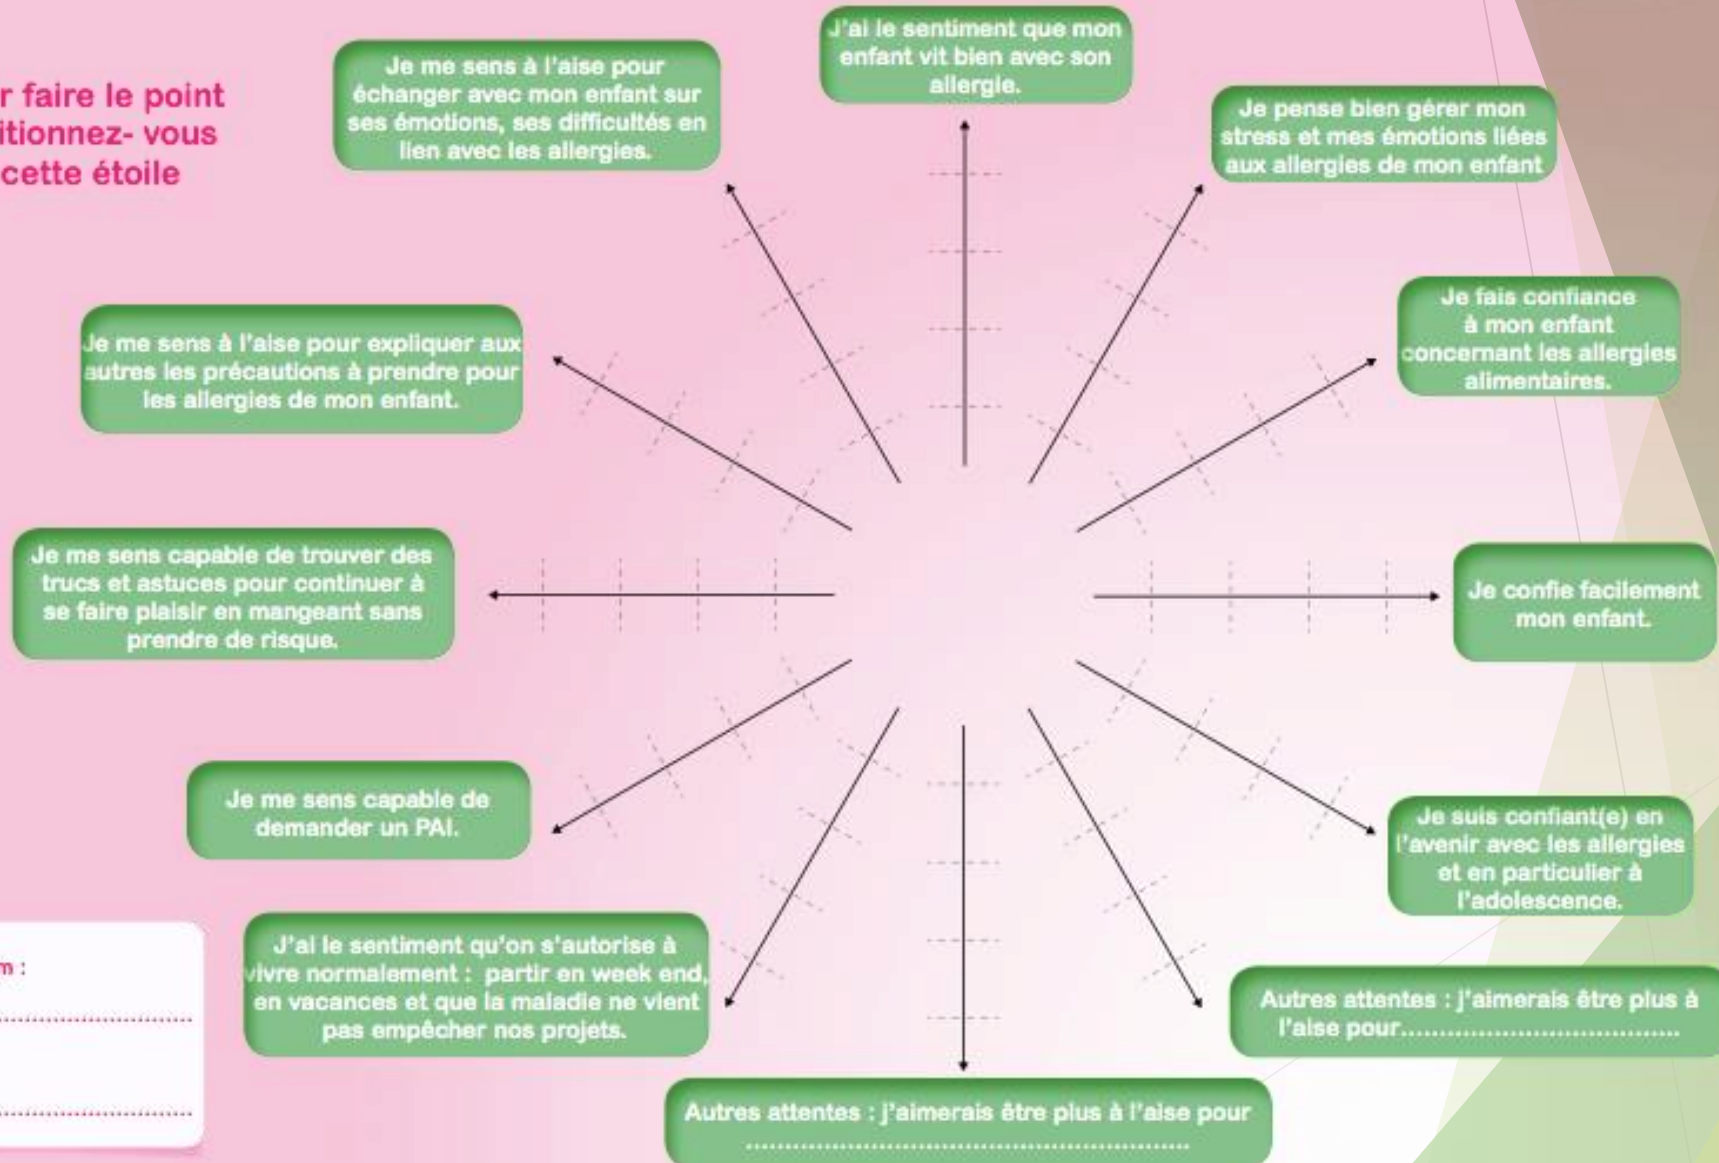 r faire le point
itionnez- vous
cette étoile
Je me sens à l'aise pour
échanger avec mon enfant sur
ses émotions, ses difficultés en
lien avec les allergies.
J'ai le sentiment que mon
enfant vit bien avec son
allergie.
Je pense bien gérer mon
stress et mes émotions liées
aux allergies de mon enfant
Je fais confiance
à mon enfant
concernant les allergies
alimentaires.
Je me sens à l'aise pour expliquer aux
autres les précautions à prendre pour
les allergies de mon enfant.
Je me sens capable de trouver des
trucs et astuces pour continuer à
se faire plaisir en mangeant sans
prendre de risque.
Je confie facilement
mon enfant.
Je me sens capable de
demander un PAI.
Je suis confiant(e) en
l'avenir avec les allergies
et en particulier à
l'adolescence.
J'ai le sentiment qu'on s'autorise à
vivre normalement : partir en week end,
en vacances et que la maladie ne vient
pas empêcher nos projets.
Autres attentes : j'aimerais être plus à
l'aise pour...................................
Autres attentes : j'aimerais être plus à l'aise pour
.........................................................
m :
.............................
.............................